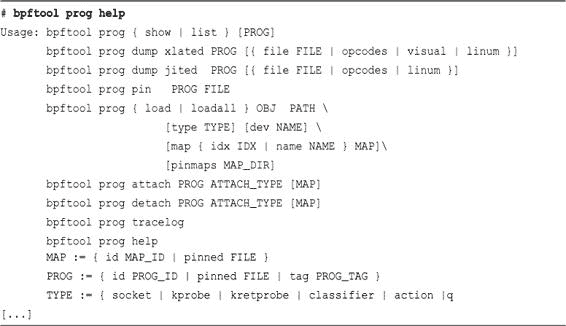 # bpftool prog help
Usage: bpftool prog { show | list } [PROG]
bpftool prog dump xlated PROG [{ file FILE | opcodes | visual | linum }]
bpftool prog dump jited PROG [{ file FILE | opcodes | linum }]
bpftool prog pin PROG FILE
bpftool prog { load | loadall } OBJ PATH \
[type TYPE] [dev NAME] \
[map { idx IDX | name NAME } MAP]\
[pinmaps MAP_DIR]
bpftool prog attach PROG ATTACH_TYPE [MAP]
bpftool prog detach PROG ATTACH_TYPE [MAP]
bpftool prog tracelog
bpftool prog help
MAP := { id MAP_ID | pinned FILE }
PROG := { id PROG_ID | pinned FILE | tag PROG_TAG }
TYPE := { socket | kprobe | kretprobe | classifier | action |q
[...]